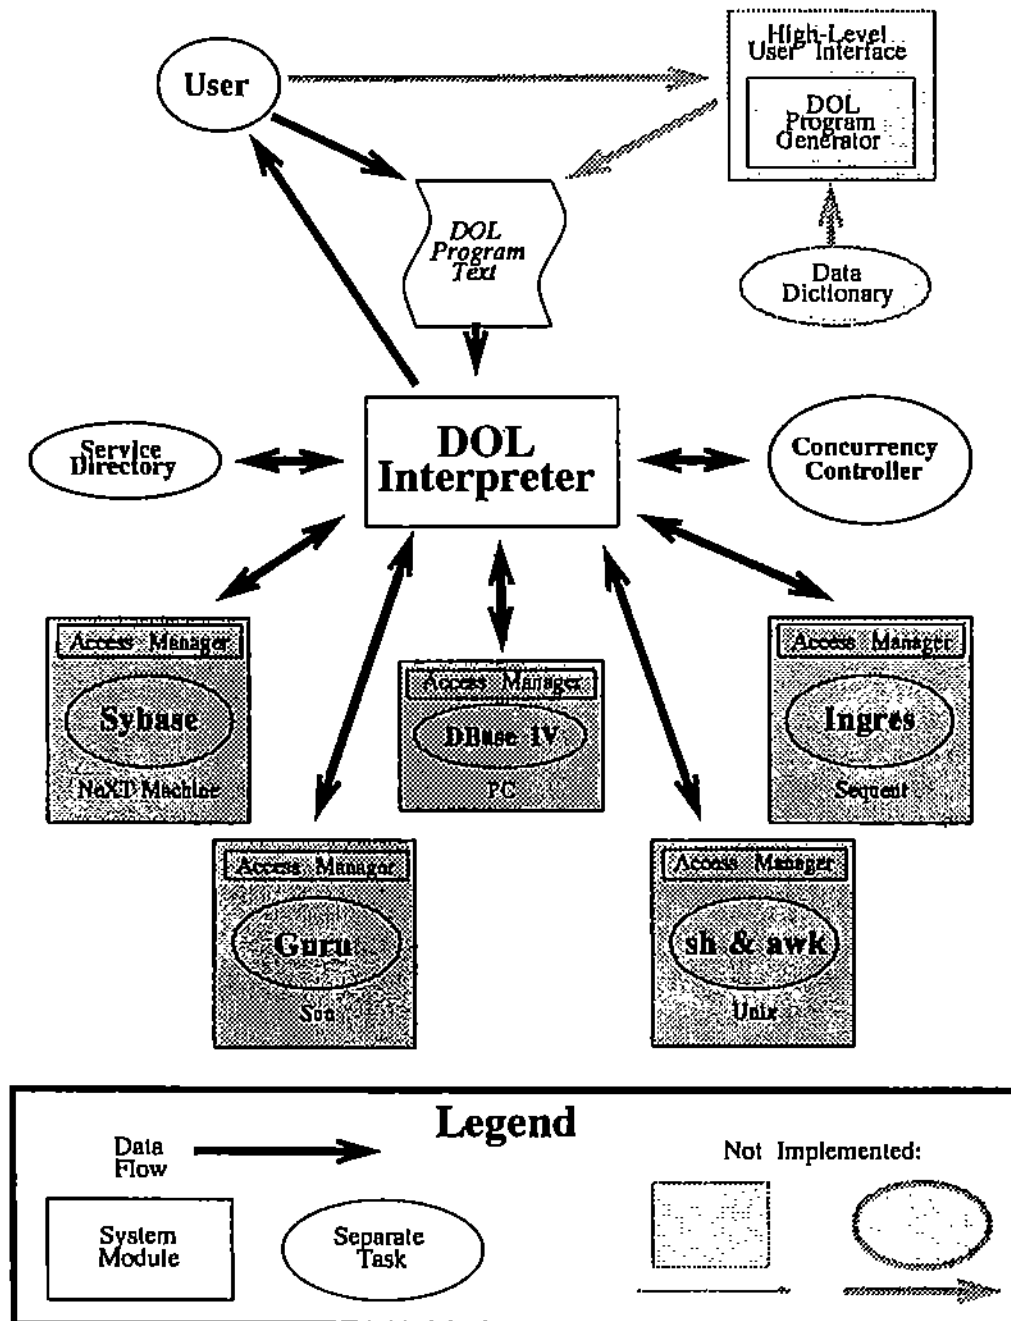 High-Level
User Interface
User
DOL
Program
Generator
DOL
Program
Text
Data
Dictionary
DOL
Interpreter
Service
Directory
Concurrency
Controller
Access Manager
Sybase
NeXT Machine
Access Manager
DBase IV
PC
Access Manager
Ingres
Sequent
Access Manager
Guru
Sun
Access Manager
sh & awk
Unix
Legend
Data
Flow
Not Implemented:
System
Module
Separate
Task